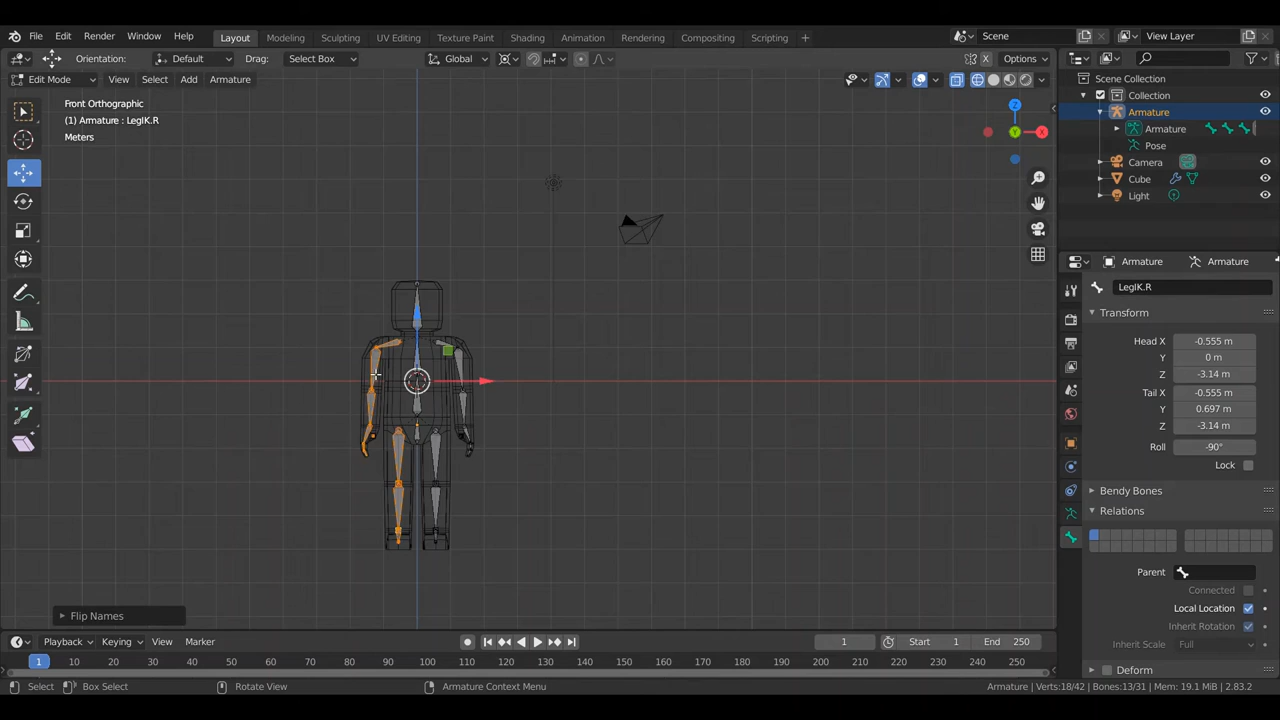 File Edit Render Window Help Layout Modeling Sculpting UV Editing Texture Paint Shading Animation Rendering Compositing Scripting + Scene View Layer
Orientation: Default Drag: Select Box Global X Options
Edit Mode View Select Add Armature
Front Orthographic
(1) Armature : LegIK.R
Meters
Z
Y X
Flip Names
Scene Collection
Collection
Armature
Armature
Pose
Camera
Cube
Light
Armature Armature
LegIK.R
Transform
Head X -0.555 m
Y 0 m
Z -3.14 m
Tail X -0.555 m
Y 0.697 m
Z -3.14 m
Roll -90°
Lock
Bendy Bones
Relations
Parent
Connected
Local Location
Inherit Rotation
Inherit Scale Full
Deform
Playback Keying View Marker 1 Start 1 End 250
1 10 20 30 40 50 60 70 80 90 100 110 120 130 140 150 160 170 180 190 200 210 220 230 240 250
Select Box Select Rotate View Armature Context Menu Armature | Verts:18/42 | Bones:13/31 | Mem: 19.1 MiB | 2.83.2